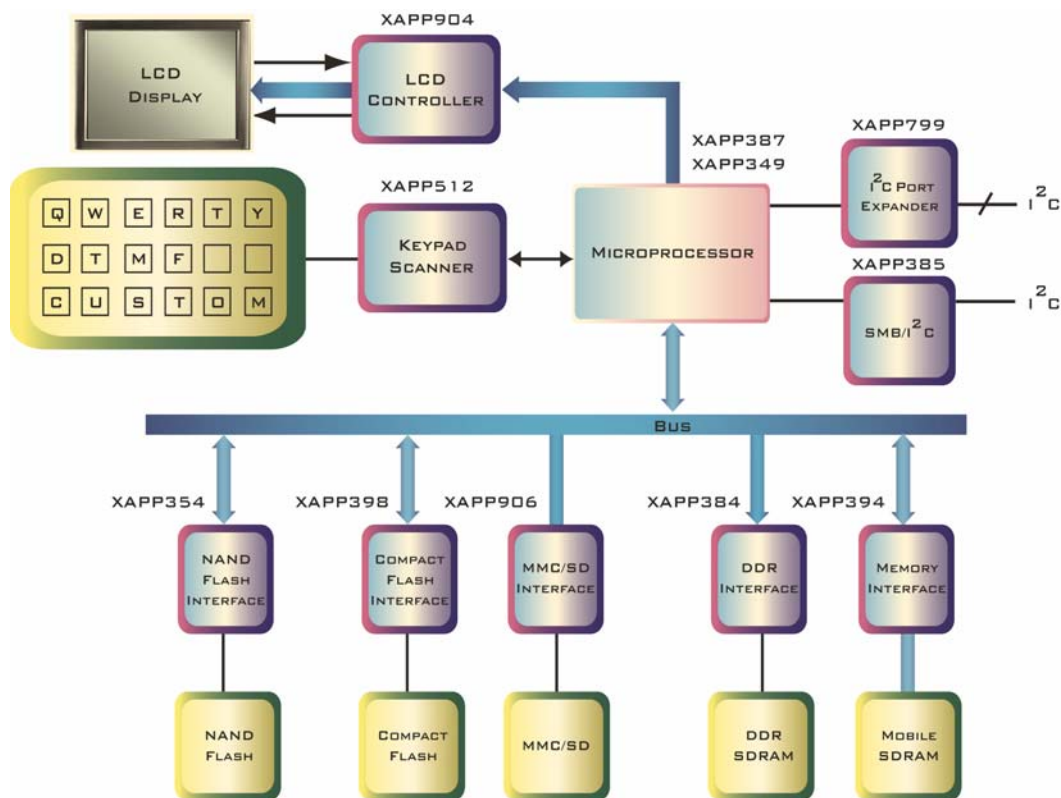 XAPP904
LCD
DISPLAY
LCD
CONTROLLER
XAPP387
XAPP349
XAPP799
I²C PORT
EXPANDER
I²C
XAPP512
Q W E R T Y
D T M F
C U S T O M
KEYPAD
SCANNER
MICROPROCESSOR
XAPP385
SMB/I²C
I²C
BUS
XAPP354
XAPP398
XAPP906
XAPP384
XAPP394
NAND
FLASH
INTERFACE
COMPACT
FLASH
INTERFACE
MMC/SD
INTERFACE
DDR
INTERFACE
MEMORY
INTERFACE
NAND
FLASH
COMPACT
FLASH
MMC/SD
DDR
SDRAM
MOBILE
SDRAM